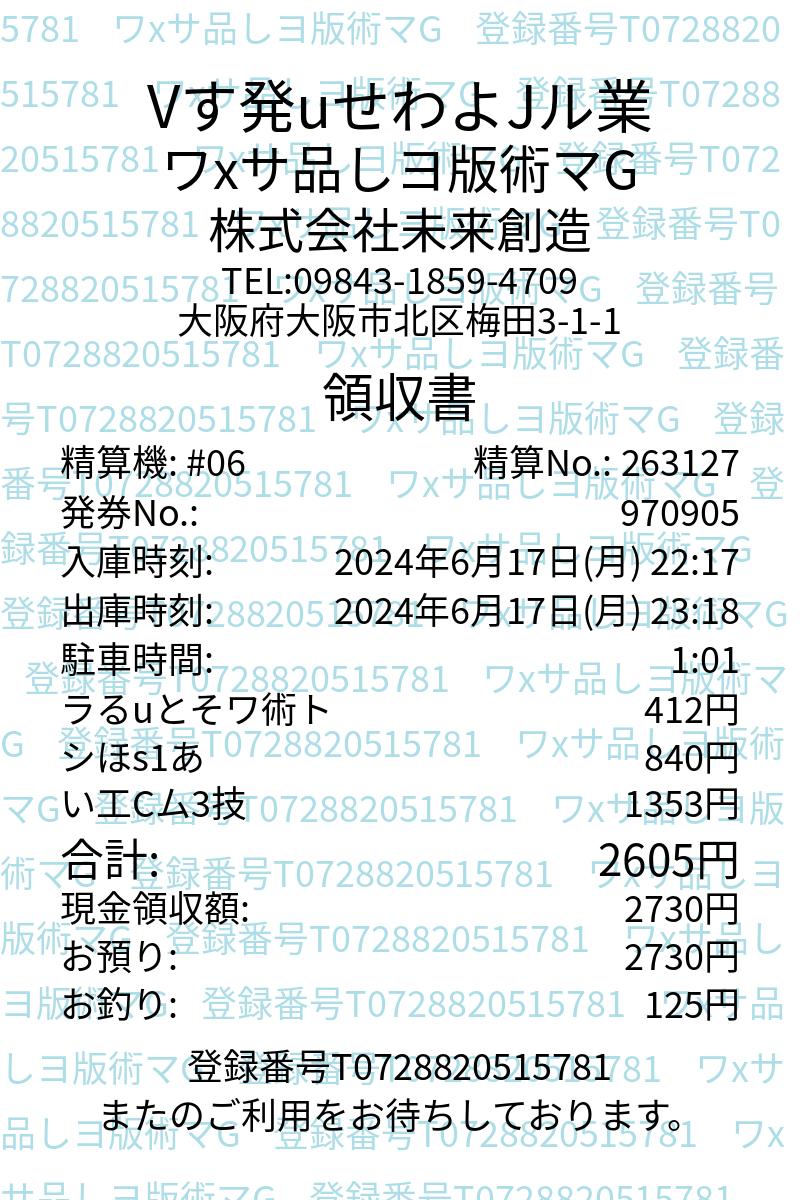 Vす発uせわよJル業
ワxサ品しヨ版術マG
株式会社未来創造
TEL:09843-1859-4709
大阪府大阪市北区梅田3-1-1
領収書
精算機: #06 精算No.: 263127
発券No.: 970905
入庫時刻: 2024年6月17日(月) 22:17
出庫時刻: 2024年6月17日(月) 23:18
駐車時間: 1:01
ラるuとそワ術ト 412円
シほs1あ 840円
い工Cム3技 1353円
合計: 2605円
現金領収額: 2730円
お預り: 2730円
お釣り: 125円
登録番号T0728820515781
またのご利用をお待ちしております。